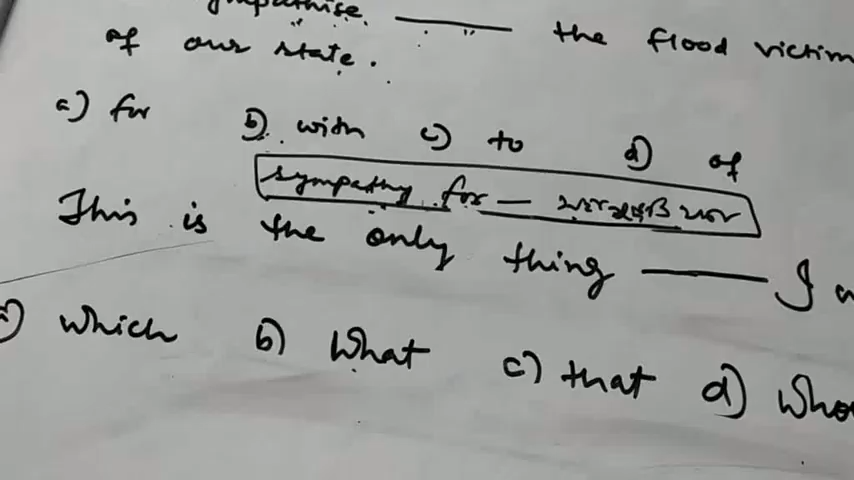 the flood victim
of our state.
a) for b) with c) to d) of
sympathy for —
This is the only thing ——— I
which b) What c) that d)